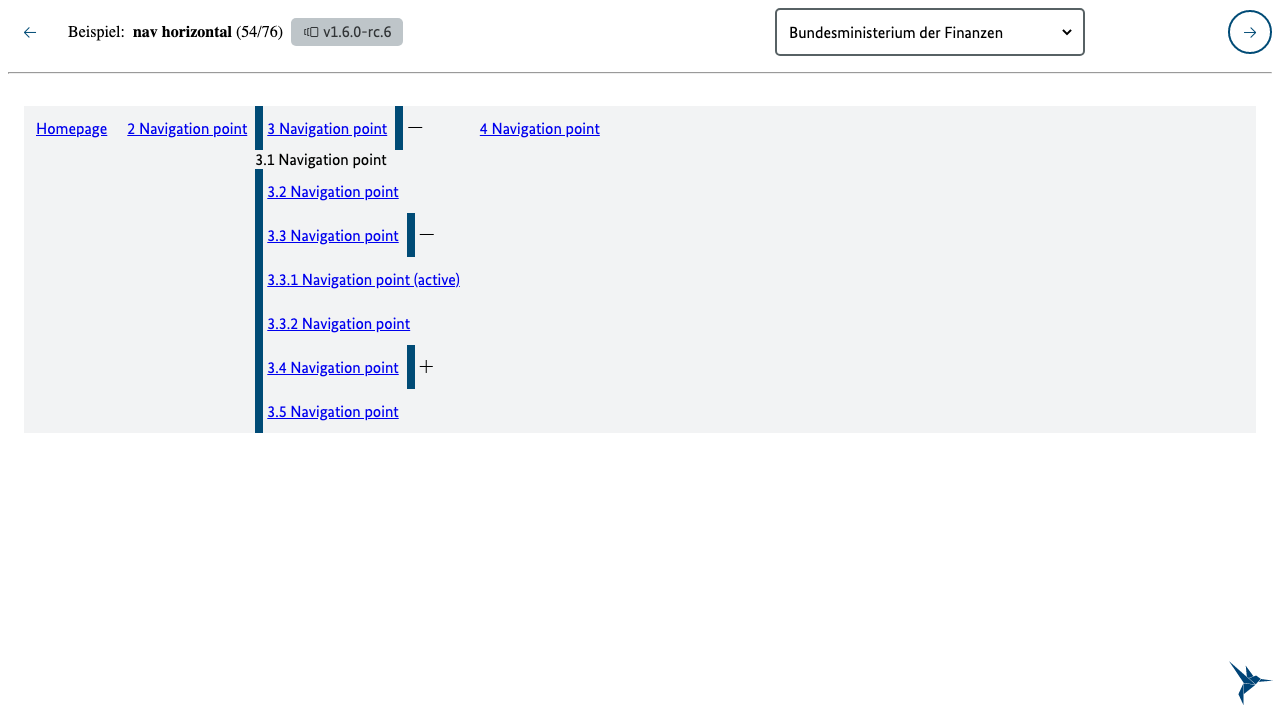 Beispiel: nav horizontal (54/76) v1.6.0-rc.6 Bundesministerium der Finanzen
Homepage 2 Navigation point 3 Navigation point 4 Navigation point
3.1 Navigation point
3.2 Navigation point
3.3 Navigation point
3.3.1 Navigation point (active)
3.3.2 Navigation point
3.4 Navigation point
3.5 Navigation point